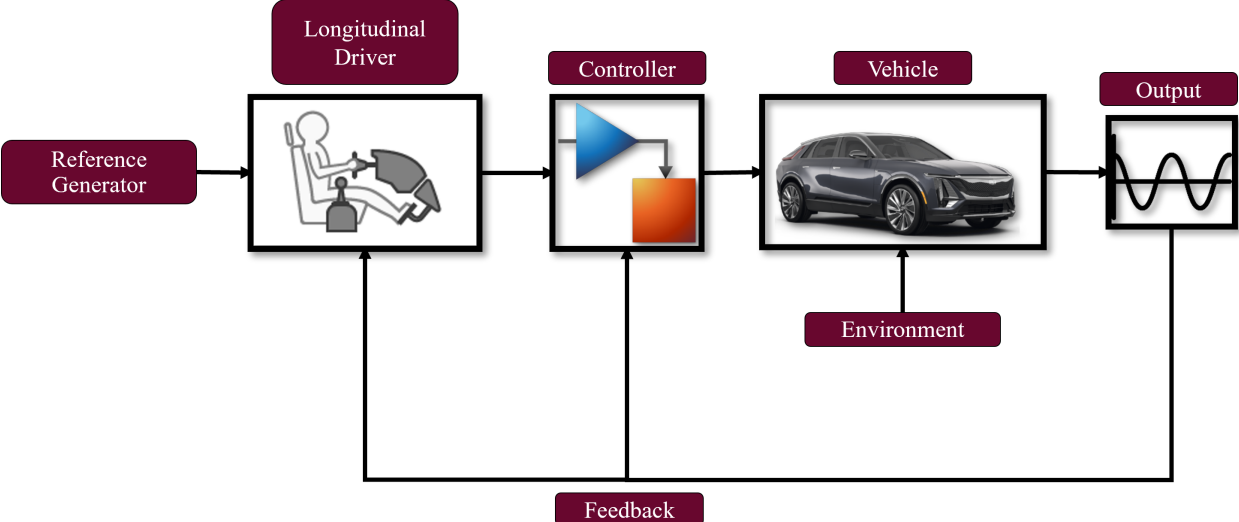 Longitudinal
Driver
Controller
Vehicle
Output
Reference
Generator
Environment
Feedback